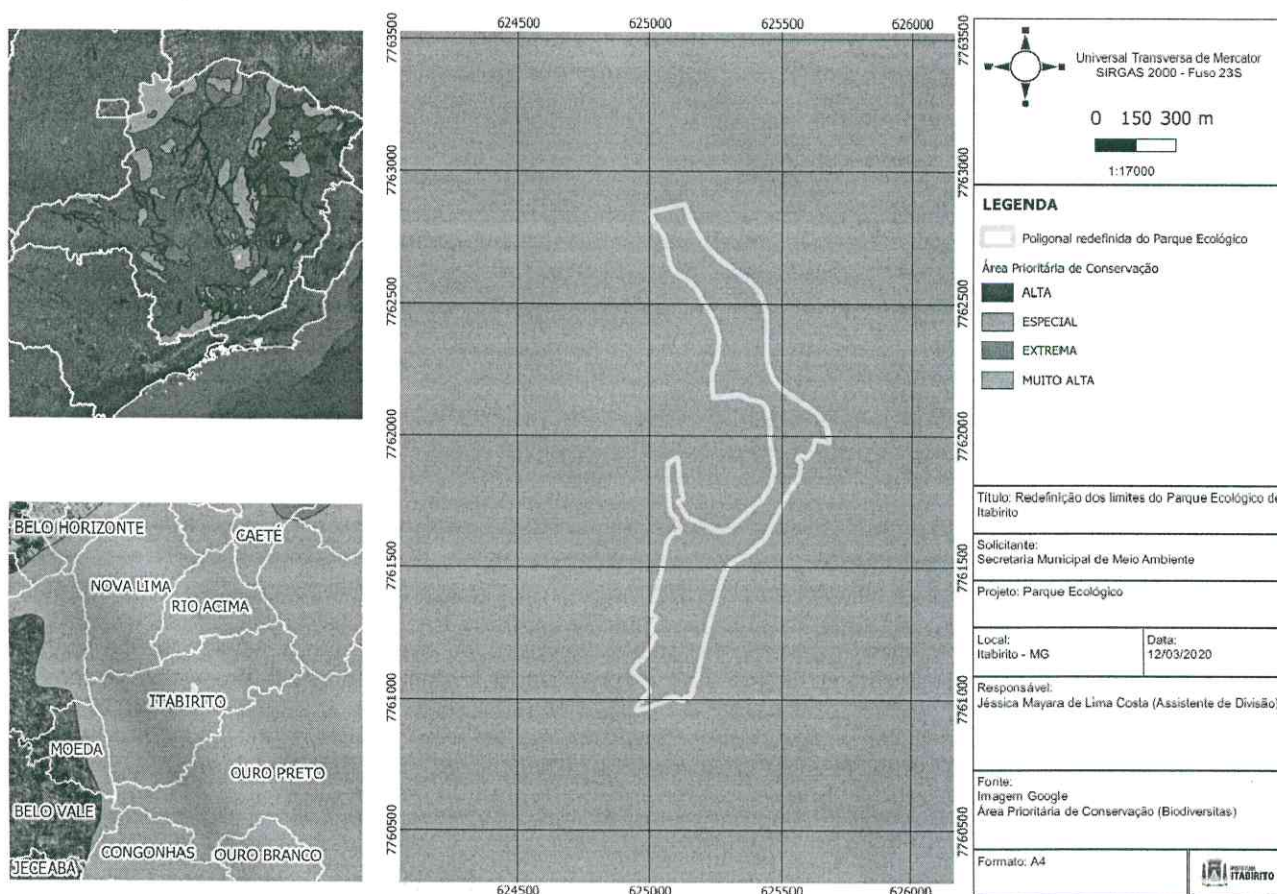 BELO HORIZONTE
CAETÉ
NOVA LIMA
RIO ACIMA
ITABIRITO
MOEDA
OURO PRETO
BELO VALE
CONGONHAS
OURO BRANCO
JECEABA
624500
625000
625500
626000
7763500
7763000
7762500
7762000
7761500
7761000
7760500
7763500
7763000
7762500
7762000
7761500
7761000
7760500
624500
625000
625500
626000
Universal Transversa de Mercator
SIRGAS 2000 - Fuso 23S
0 150 300 m
1:17000
LEGENDA
Poligonal redefinida do Parque Ecológico
Área Prioritária de Conservação
ALTA
ESPECIAL
EXTREMA
MUITO ALTA
Título: Redefinição dos limites do Parque Ecológico de
Itabirito
Solicitante:
Secretaria Municipal de Meio Ambiente
Projeto: Parque Ecológico
Local:
Itabirito - MG
Data:
12/03/2020
Responsável:
Jéssica Mayara de Lima Costa (Assistente de Divisão)
Fonte:
Imagem Google
Área Prioritária de Conservação (Biodiversitas)
Formato: A4
ITABIRITO